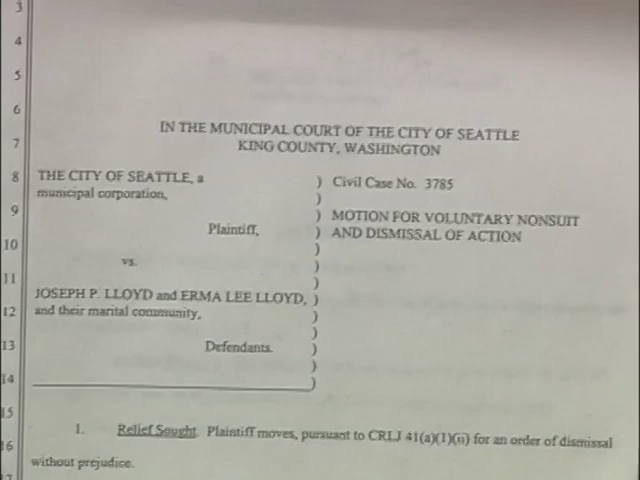 3
4
5
6
IN THE MUNICIPAL COURT OF THE CITY OF SEATTLE
7
KING COUNTY, WASHINGTON
8 THE CITY OF SEATTLE, a ) Civil Case No. 3785
municipal corporation, )
9 ) MOTION FOR VOLUNTARY NONSUIT
Plaintiff, ) AND DISMISSAL OF ACTION
10 )
vs. )
11 )
JOSEPH P. LLOYD and ERMA LEE LLOYD, )
12 and their marital community, )
)
13 Defendants. )
)
14 )
15
1. Relief Sought. Plaintiff moves, pursuant to CRLJ 41(a)(1)(ii) for an order of dismissal
16
without prejudice.
17